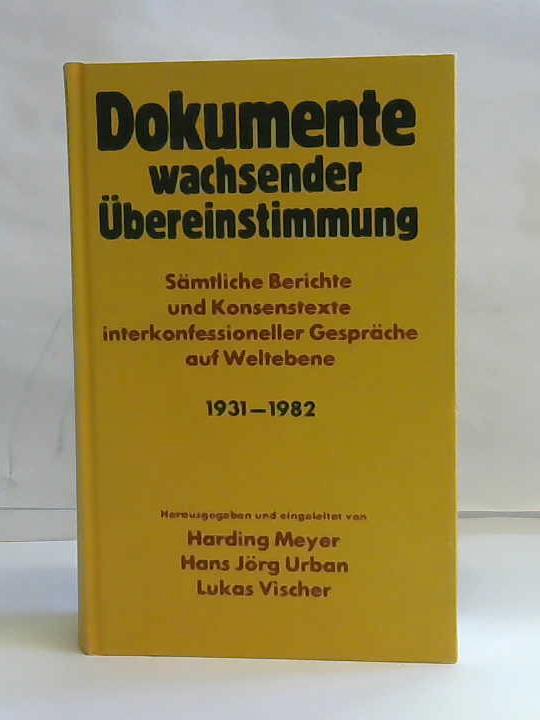 Dokumente
wachsender
Übereinstimmung
Sämtliche Berichte
und Konsenstexte
interkonfessioneller Gespräche
auf Weltebene
1931–1982
Herausgegeben und eingeleitet von
Harding Meyer
Hans Jörg Urban
Lukas Vischer